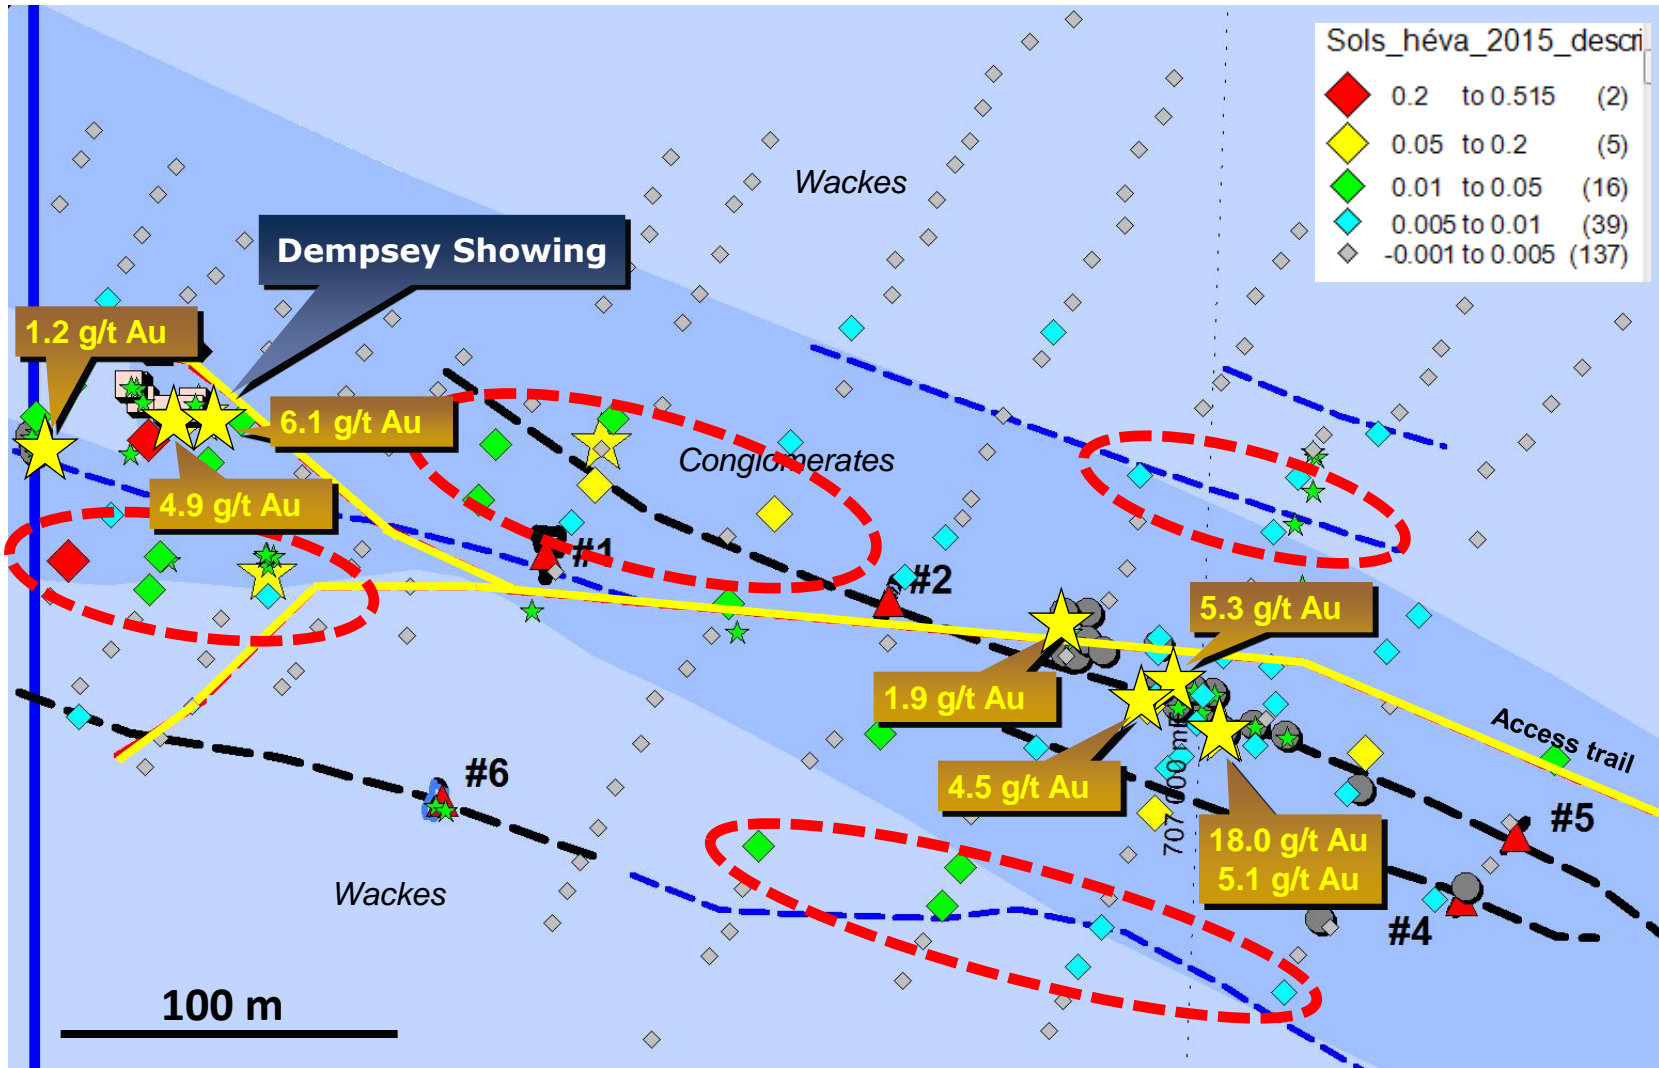 Sols_héva_2015_descri
0.2 to 0.515 (2)
0.05 to 0.2 (5)
0.01 to 0.05 (16)
0.005 to 0.01 (39)
-0.001 to 0.005 (137)
Wackes
Dempsey Showing
1.2 g/t Au
6.1 g/t Au
Conglomerates
4.9 g/t Au
#1
#2
5.3 g/t Au
1.9 g/t Au
Access trail
4.5 g/t Au
707 000 m
#6
#5
18.0 g/t Au
5.1 g/t Au
Wackes
#4
100 m